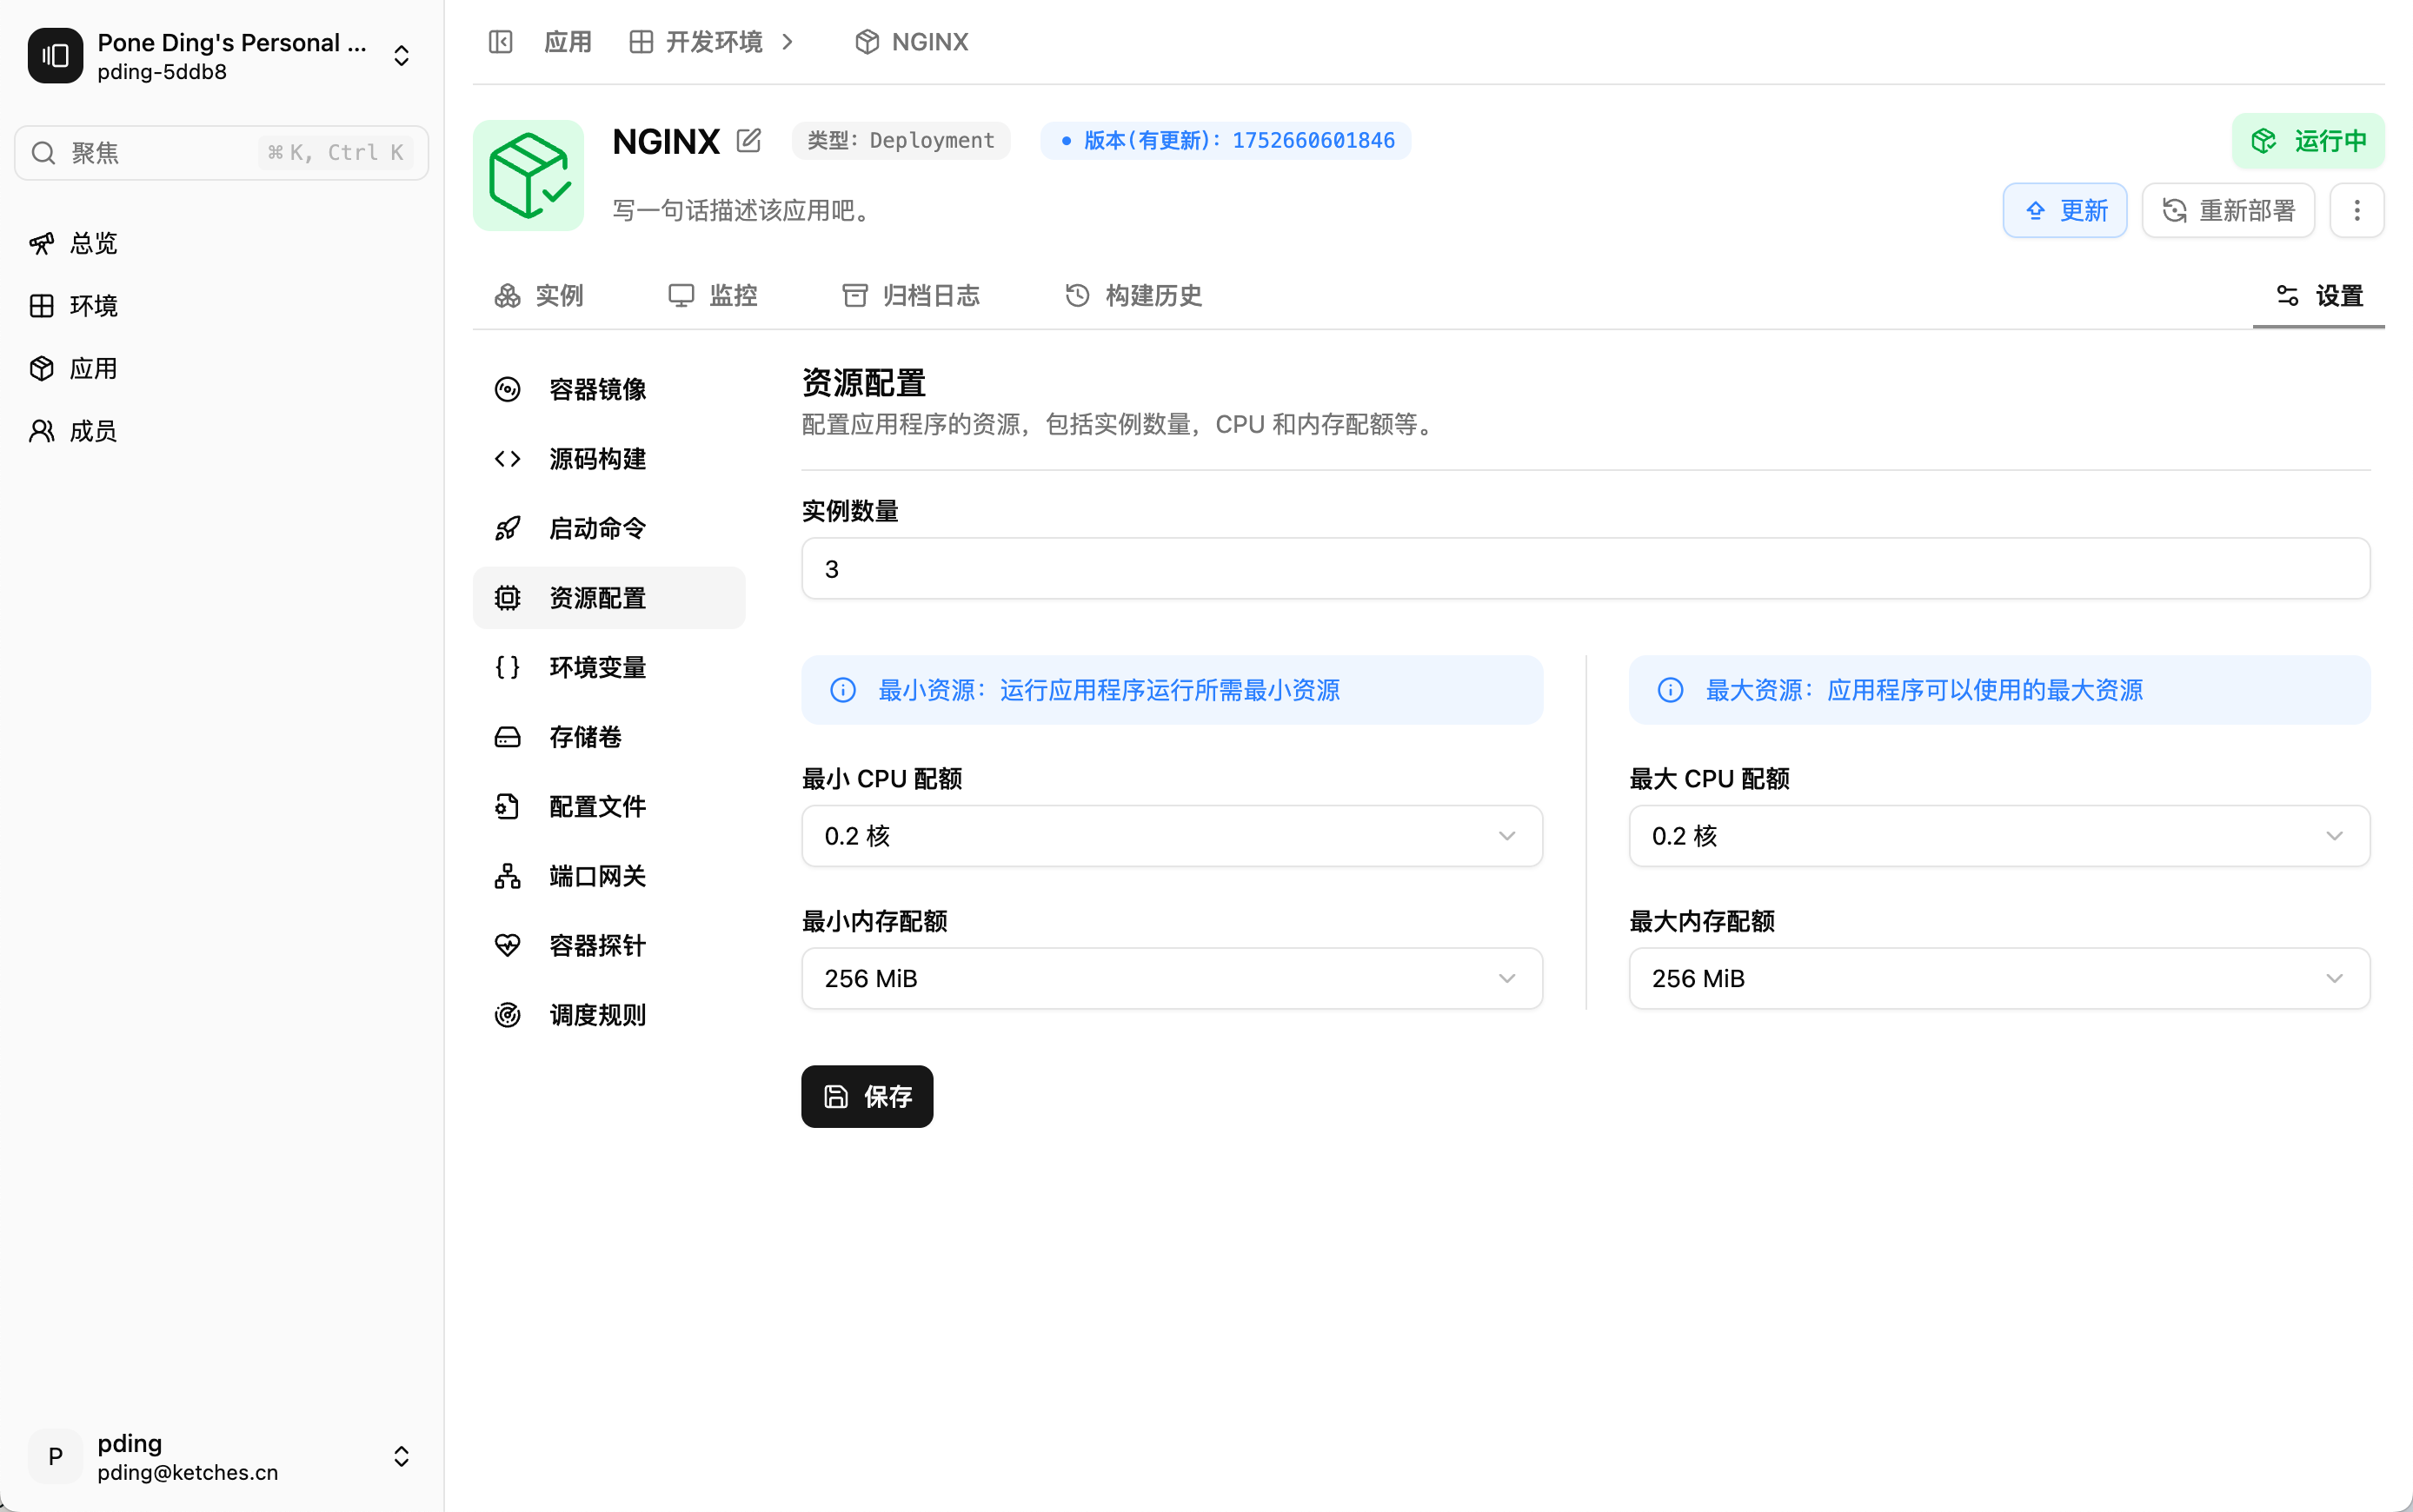 Pone Ding's Personal ...
pding-5ddb8
聚焦
⌘K, Ctrl K
总览
环境
应用
成员
P
pding
pding@ketches.cn
应用
开发环境
NGINX
NGINX
类型: Deployment
版本(有更新): 1752660601846
运行中
写一句话描述该应用吧。
更新
重新部署
实例
监控
归档日志
构建历史
设置
容器镜像
源码构建
启动命令
资源配置
环境变量
存储卷
配置文件
端口网关
容器探针
调度规则
资源配置
配置应用程序的资源，包括实例数量，CPU 和内存配额等。
实例数量
3
最小资源：运行应用程序运行所需最小资源
最小 CPU 配额
0.2 核
最小内存配额
256 MiB
最大资源：应用程序可以使用的最大资源
最大 CPU 配额
0.2 核
最大内存配额
256 MiB
保存